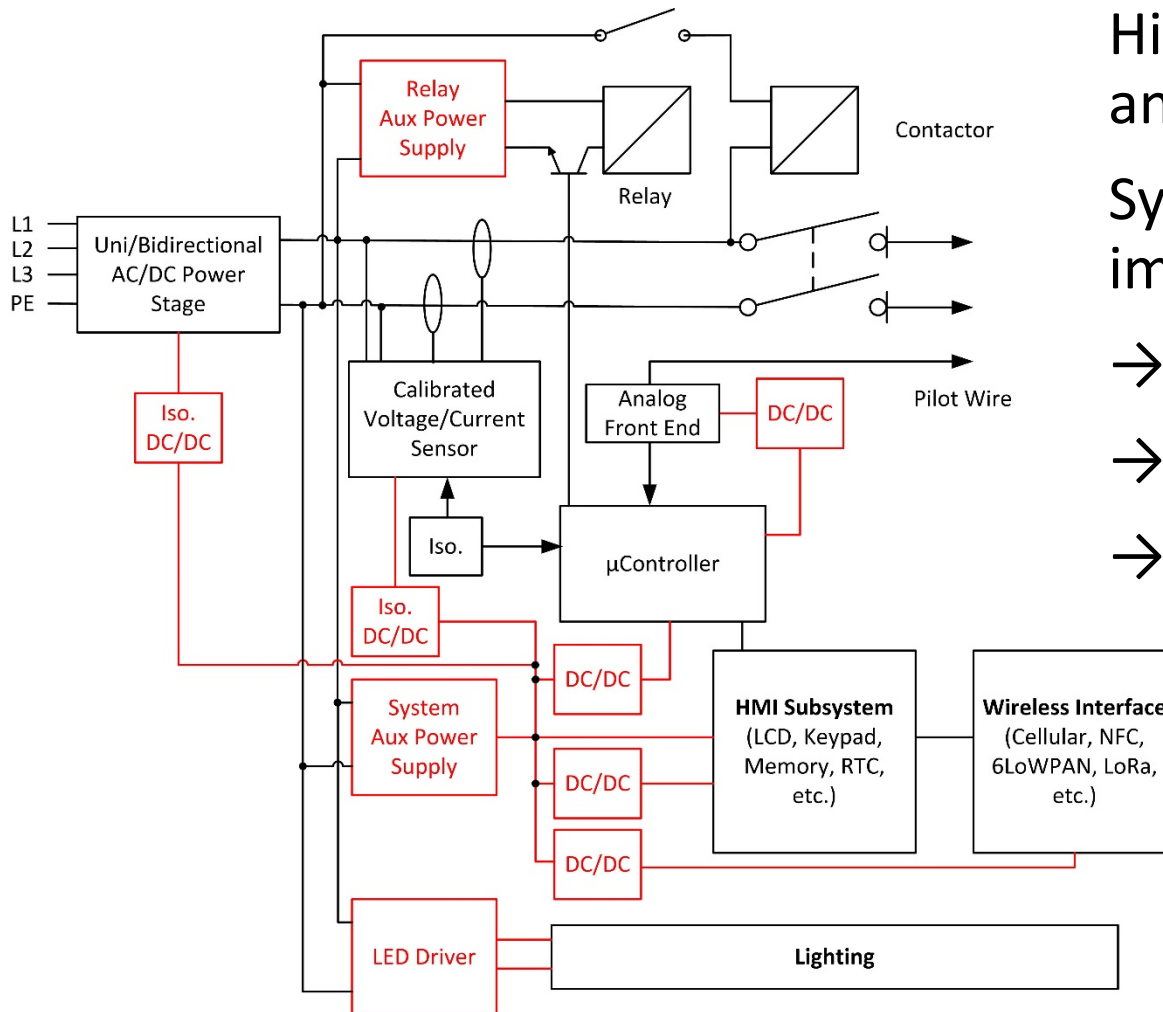 Relay
Aux Power
Supply
Relay
Contactor
L1
L2
L3
PE
Uni/Bidirectional
AC/DC Power
Stage
Iso.
DC/DC
Calibrated
Voltage/Current
Sensor
Analog
Front End
DC/DC
Pilot Wire
Iso.
µController
Iso.
DC/DC
DC/DC
System
Aux Power
Supply
DC/DC
DC/DC
HMI Subsystem
(LCD, Keypad,
Memory, RTC,
etc.)
Wireless Interface
(Cellular, NFC,
6LoWPAN, LoRa,
etc.)
LED Driver
Lighting
→
→
→